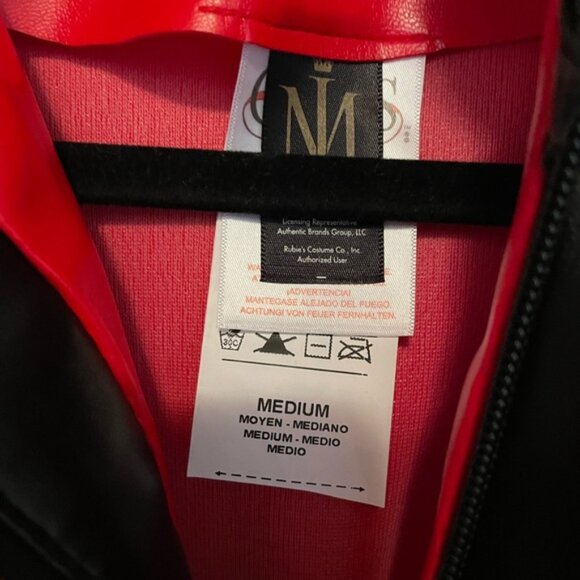 Licensing Representative
Authentic Brands Group, LLC
Rubie's Costume Co., Inc.
Authorized User
¡ADVERTENCIA!
MANTEGASE ALEJADO DEL FUEGO.
ACHTUNG! VON FEUER FERNHALTEN.
30C
MEDIUM
MOYEN - MEDIANO
MEDIUM - MEDIO
MEDIO